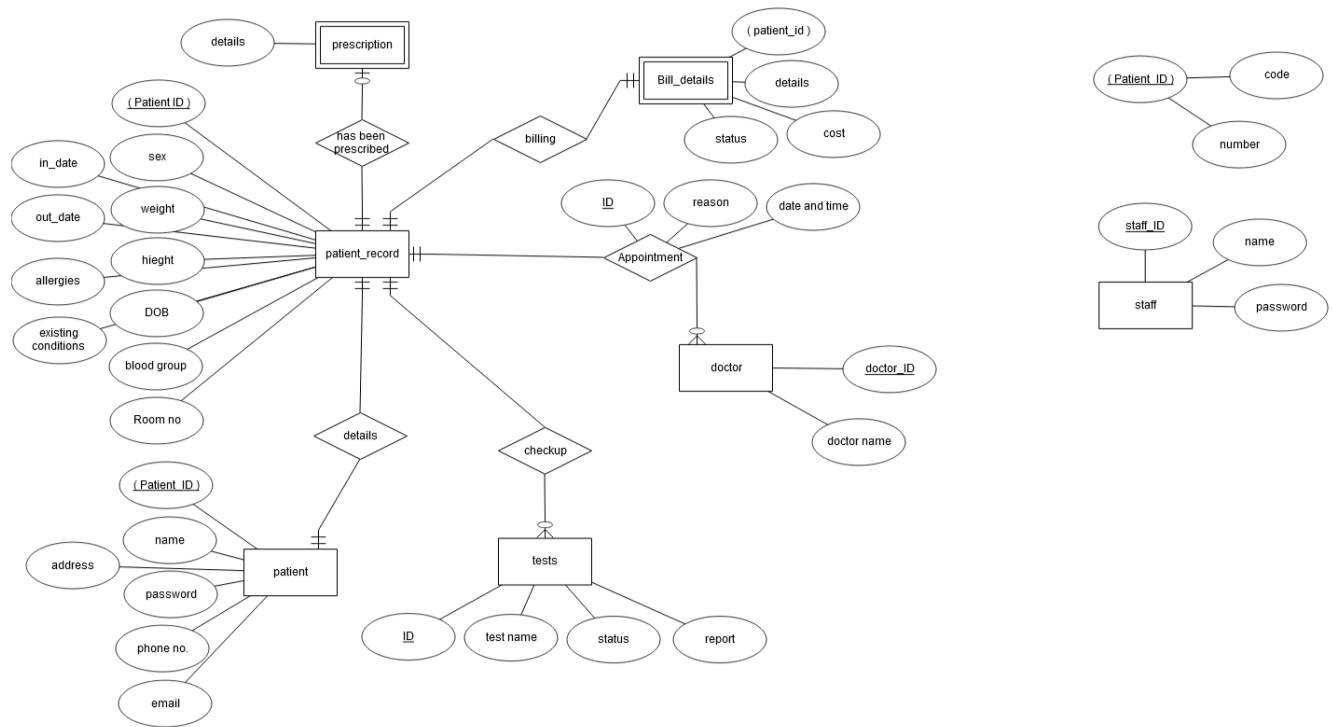 details
prescription
( patient_id )
Bill_details
details
cost
status
( Patient_ID )
code
number
( Patient ID )
has been
prescribed
billing
in_date
sex
out_date
weight
ID
reason
date and time
staff_ID
name
patient_record
Appointment
hieght
allergies
DOB
existing
conditions
staff
password
blood group
doctor
doctor_ID
Room no
doctor name
details
checkup
( Patient_ID )
name
address
patient
tests
password
phone no.
email
ID
test name
status
report